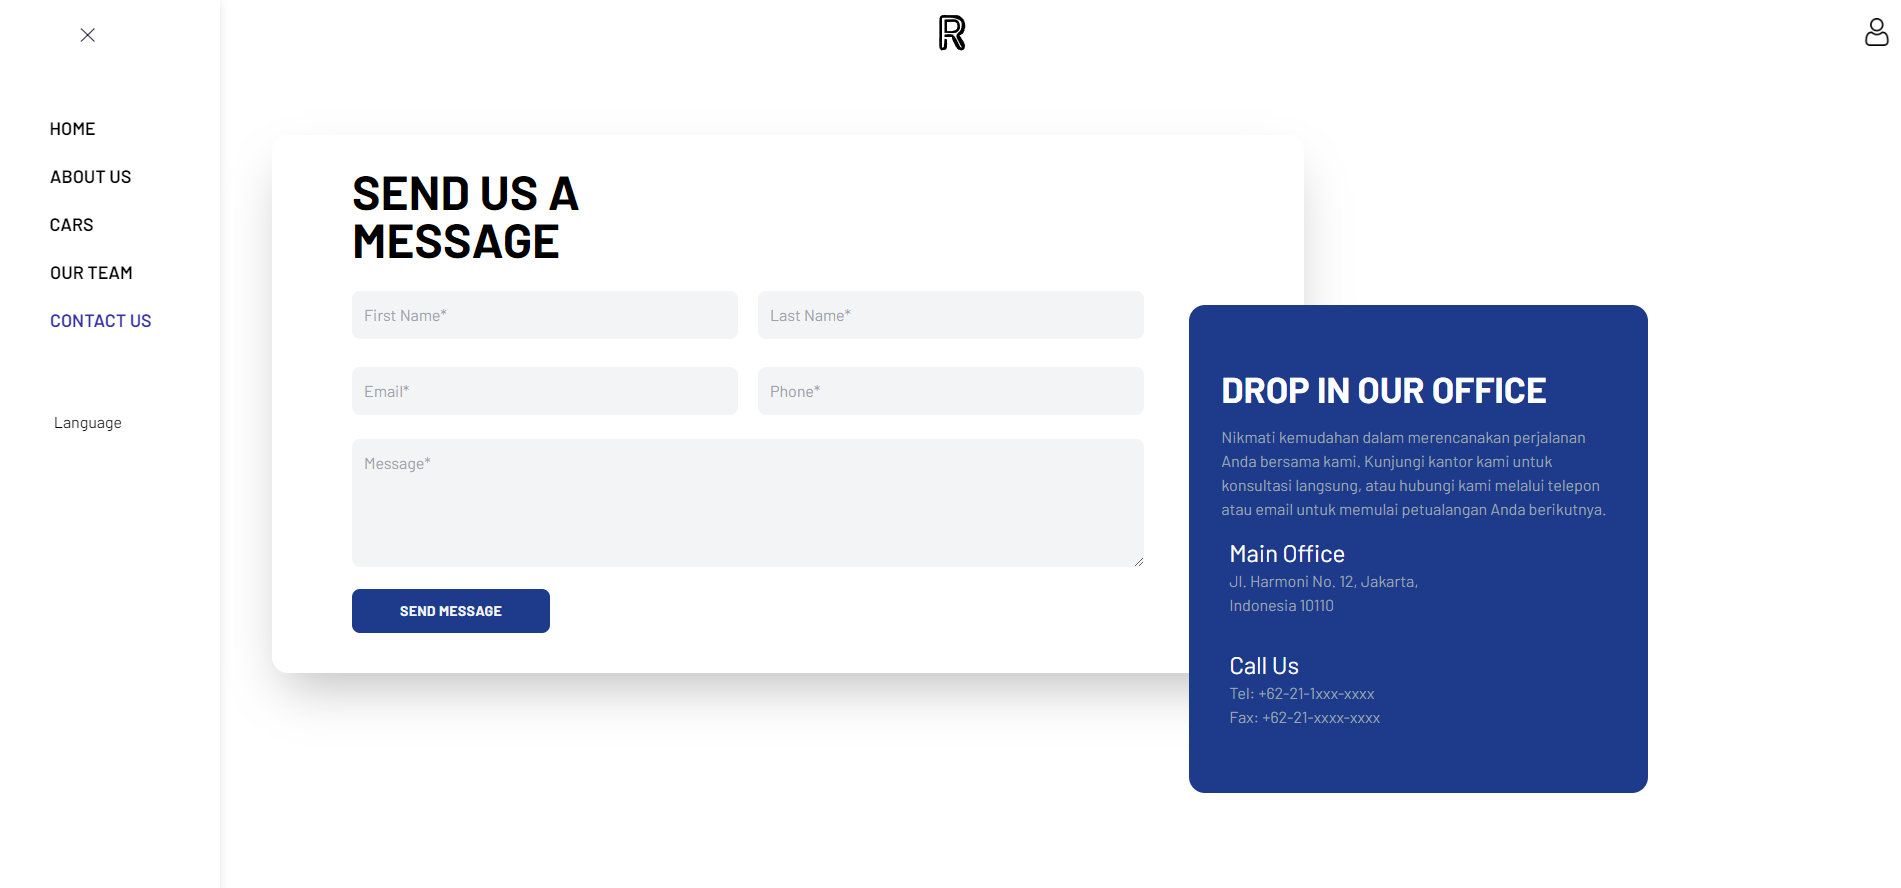 R
HOME
ABOUT US
CARS
OUR TEAM
CONTACT US
Language
SEND US A
MESSAGE
First Name*
Last Name*
Email*
Phone*
Message*
SEND MESSAGE
DROP IN OUR OFFICE
Nikmati kemudahan dalam merencanakan perjalanan
Anda bersama kami. Kunjungi kantor kami untuk
konsultasi langsung, atau hubungi kami melalui telepon
atau email untuk memulai petualangan Anda berikutnya.
Main Office
Jl. Harmoni No. 12, Jakarta,
Indonesia 10110
Call Us
Tel: +62-21-1xxx-xxxx
Fax: +62-21-xxxx-xxxx